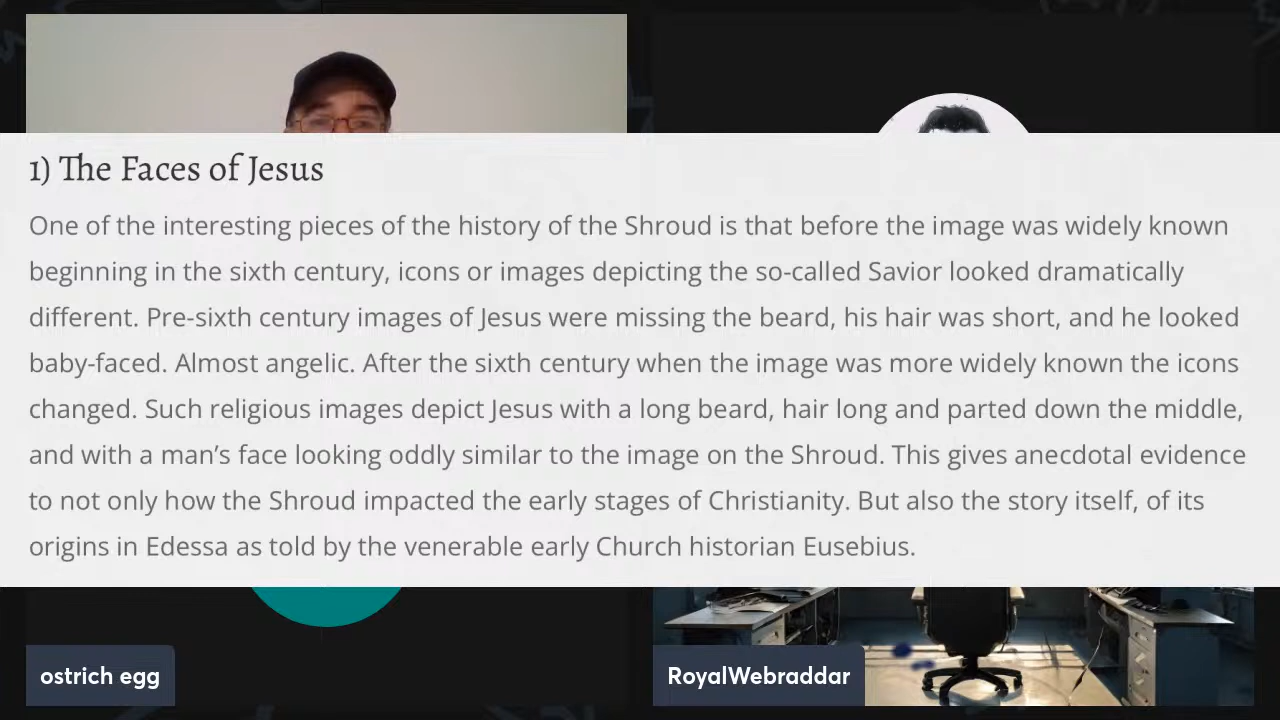 1) The Faces of Jesus
One of the interesting pieces of the history of the Shroud is that before the image was widely known
beginning in the sixth century, icons or images depicting the so-called Savior looked dramatically
different. Pre-sixth century images of Jesus were missing the beard, his hair was short, and he looked
baby-faced. Almost angelic. After the sixth century when the image was more widely known the icons
changed. Such religious images depict Jesus with a long beard, hair long and parted down the middle,
and with a man’s face looking oddly similar to the image on the Shroud. This gives anecdotal evidence
to not only how the Shroud impacted the early stages of Christianity. But also the story itself, of its
origins in Edessa as told by the venerable early Church historian Eusebius.
ostrich egg
RoyalWebraddar